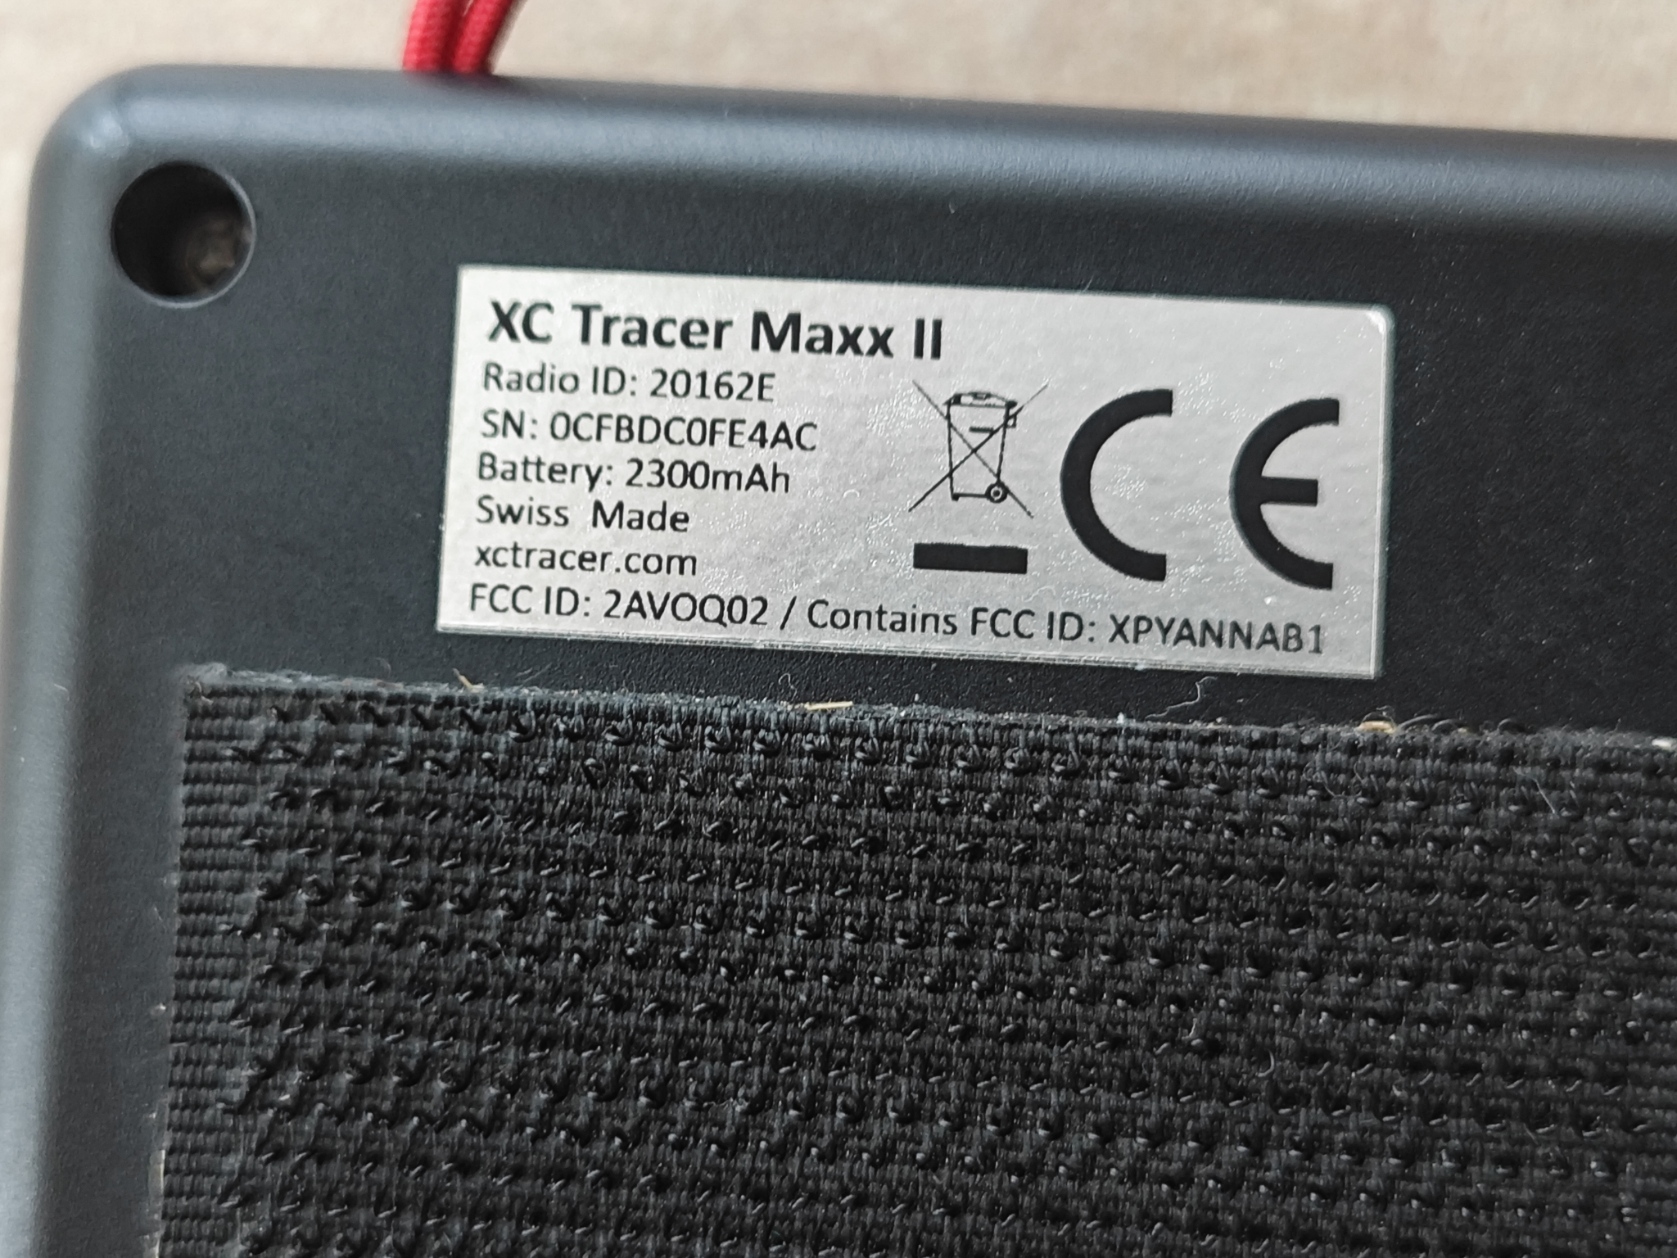 XC Tracer Maxx II
Radio ID: 20162E
SN: 0CFBDC0FE4AC
Battery: 2300mAh
Swiss Made
xctracer.com
CE
FCC ID: 2AVOQ02 / Contains FCC ID: XPYANNAB1